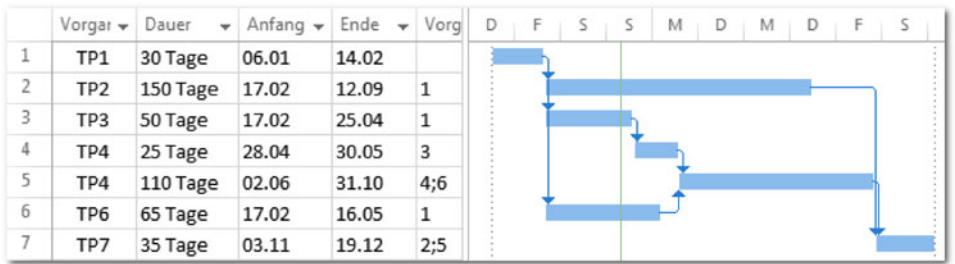 Vorgar Dauer Anfang Ende Vorg D F S S M D M D F S
1 TP1 30 Tage 06.01 14.02
2 TP2 150 Tage 17.02 12.09 1
3 TP3 50 Tage 17.02 25.04 1
4 TP4 25 Tage 28.04 30.05 3
5 TP4 110 Tage 02.06 31.10 4;6
6 TP6 65 Tage 17.02 16.05 1
7 TP7 35 Tage 03.11 19.12 2;5